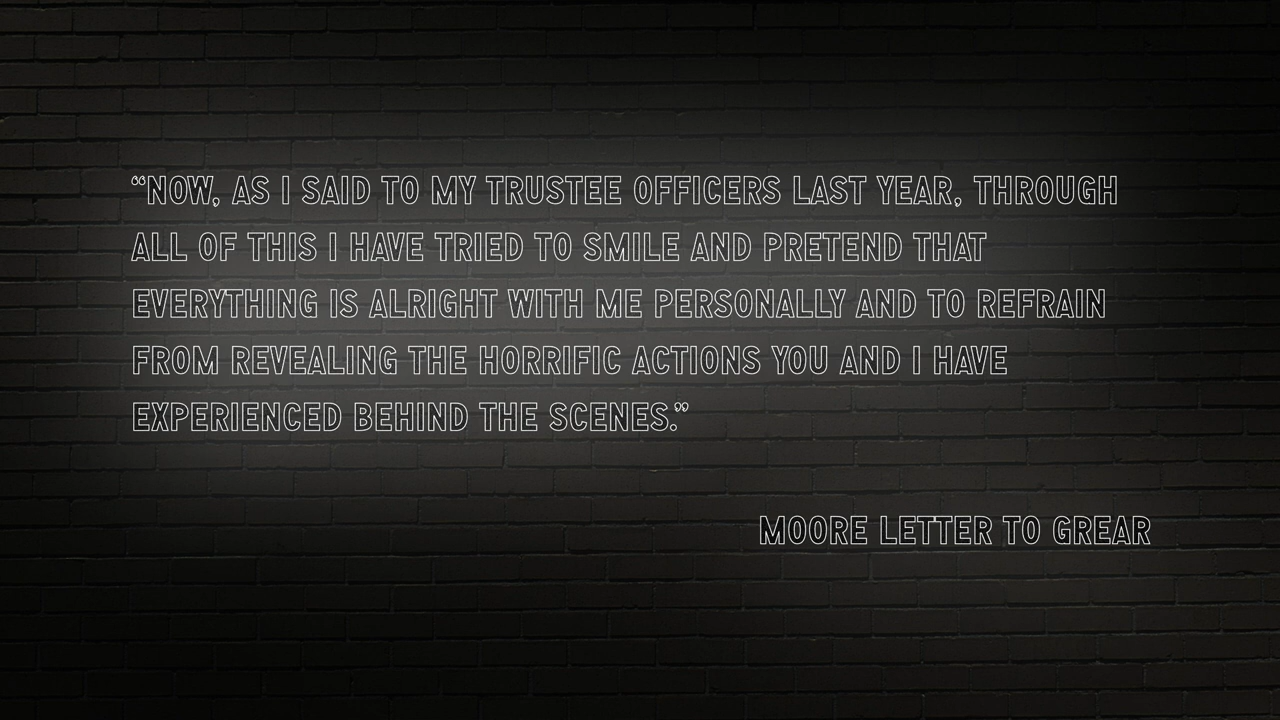 “NOW, AS I SAID TO MY TRUSTEE OFFICERS LAST YEAR, THROUGH
ALL OF THIS I HAVE TRIED TO SMILE AND PRETEND THAT
EVERYTHING IS ALRIGHT WITH ME PERSONALLY AND TO REFRAIN
FROM REVEALING THE HORRIFIC ACTIONS YOU AND I HAVE
EXPERIENCED BEHIND THE SCENES.”
MOORE LETTER TO GREAR